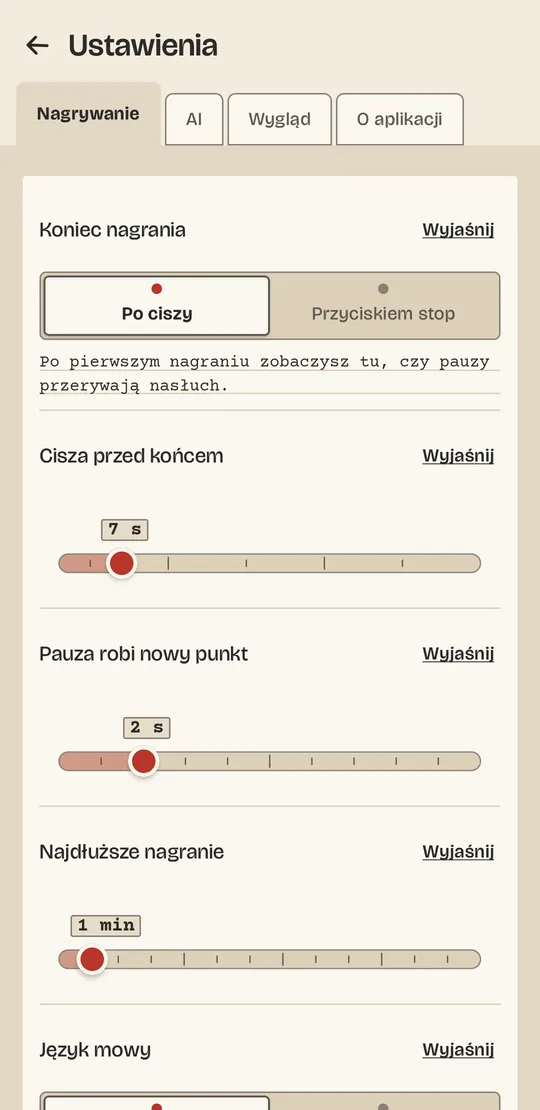 Ustawienia
Nagrywanie
AI
Wygląd
O aplikacji
Koniec nagrania
Wyjaśnij
Po ciszy
Przyciskiem stop
Po pierwszym nagraniu zobaczysz tu, czy pauzy
przerywają nasłuch.
Cisza przed końcem
Wyjaśnij
7 s
Pauza robi nowy punkt
Wyjaśnij
2 s
Najdłuższe nagranie
Wyjaśnij
1 min
Język mowy
Wyjaśnij